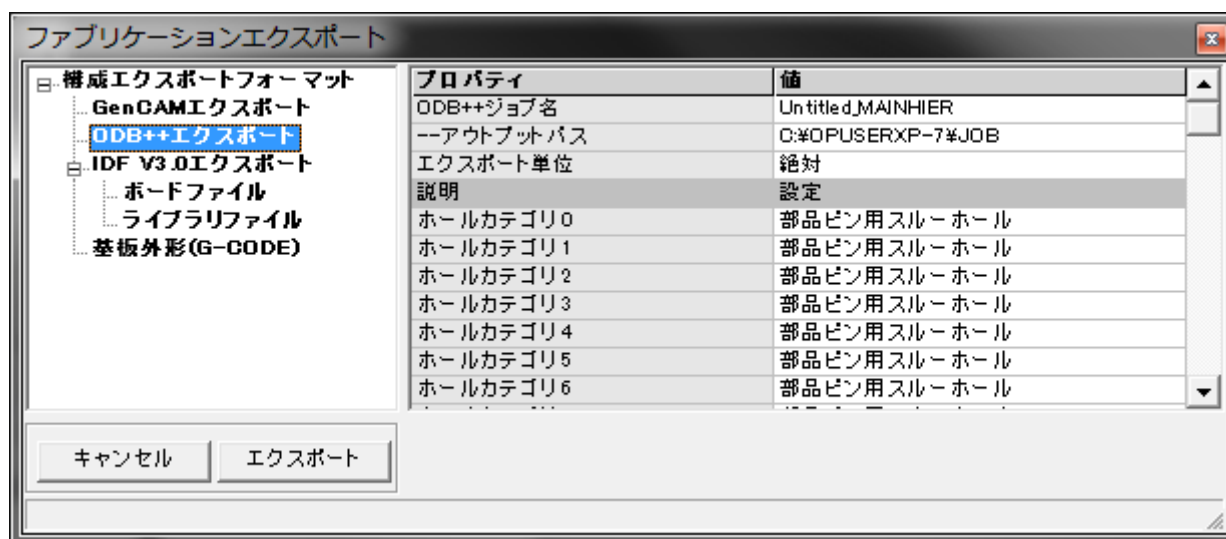 ファブリケーションエクスポート
構成エクスポートフォーマット
GenCAMエクスポート
ODB++エクスポート
IDF V3.0エクスポート
ボードファイル
ライブラリファイル
基板外形(G-CODE)
プロパティ 値
ODB++ジョブ名 Untitled_MAINHIER
--アウトプットパス C:¥OPUSERXP-7¥JOB
エクスポート単位 絶対
説明 設定
ホールカテゴリ0 部品ピン用スルーホール
ホールカテゴリ1 部品ピン用スルーホール
ホールカテゴリ2 部品ピン用スルーホール
ホールカテゴリ3 部品ピン用スルーホール
ホールカテゴリ4 部品ピン用スルーホール
ホールカテゴリ5 部品ピン用スルーホール
ホールカテゴリ6 部品ピン用スルーホール
キャンセル エクスポート